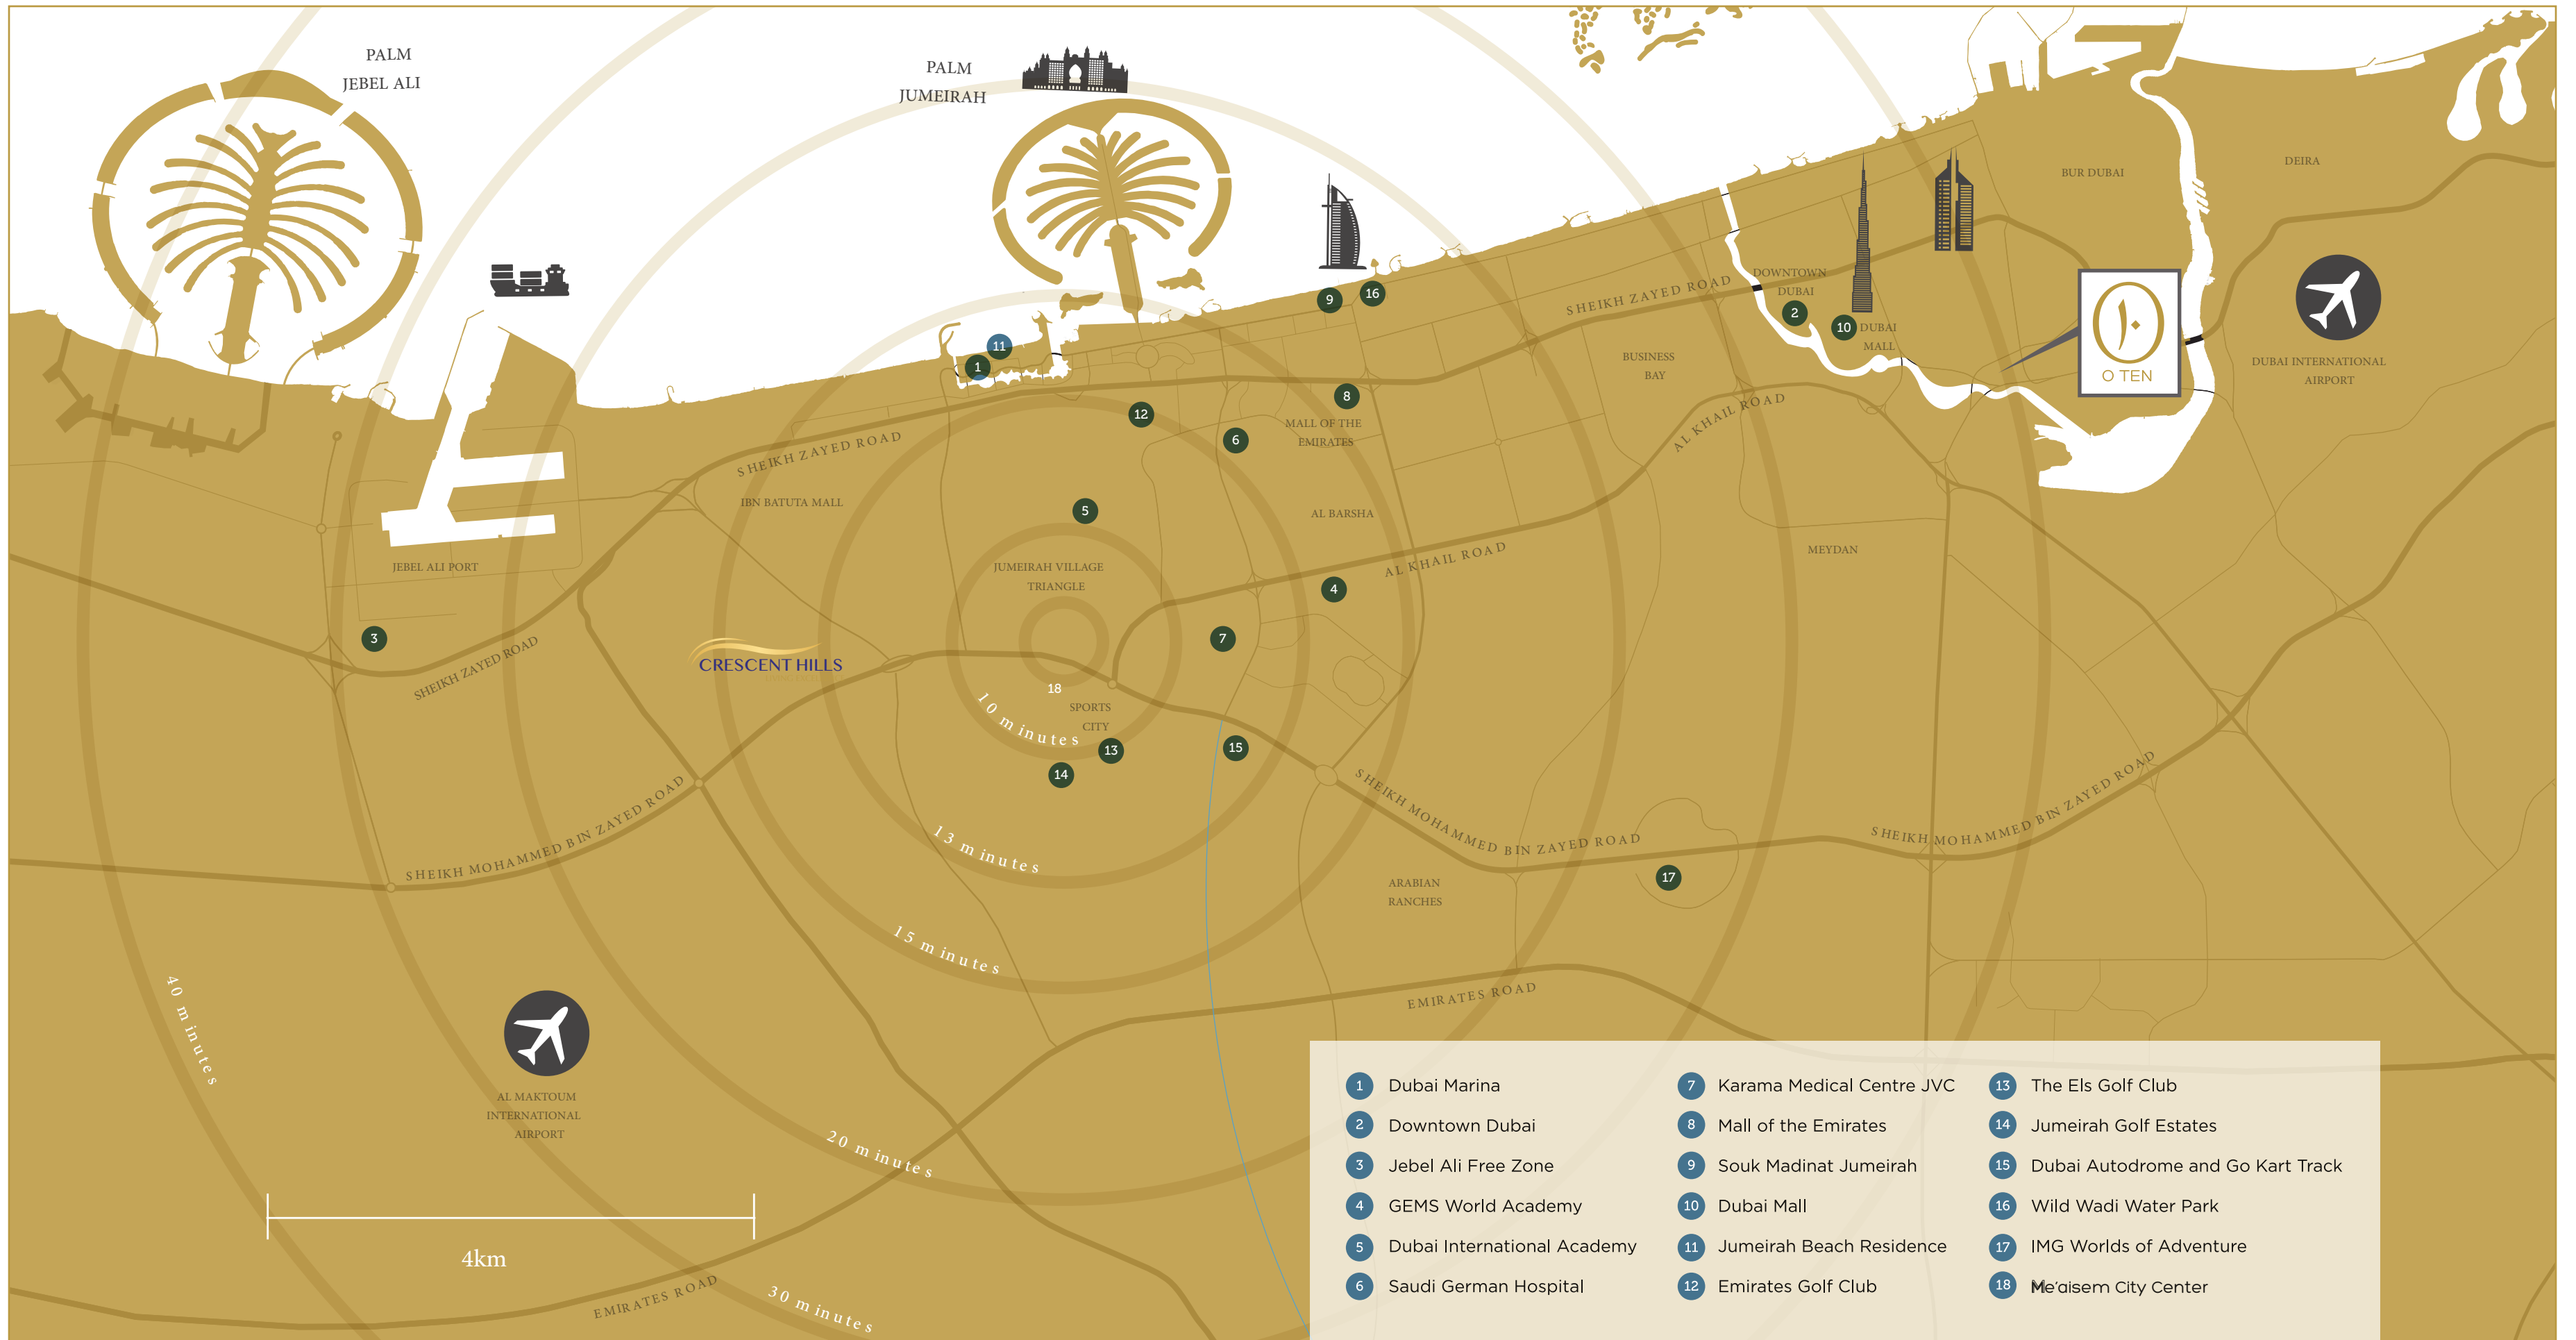 PALM
JEBEL ALI
PALM
JUMEIRAH
BUR DUBAI
DEIRA
DOWNTOWN
DUBAI
SHEIKH ZAYED ROAD
9
16
2
10
DUBAI
MALL
١٠
O TEN
DUBAI INTERNATIONAL
AIRPORT
11
1
BUSINESS
BAY
8
12
MALL OF THE
EMIRATES
6
AL KHAIL ROAD
SHEIKH ZAYED ROAD
IBN BATUTA MALL
5
AL BARSHA
MEYDAN
JEBEL ALI PORT
JUMEIRAH VILLAGE
TRIANGLE
AL KHAIL ROAD
4
3
7
SHEIKH ZAYED ROAD
CRESCENT HILLS
18
SPORTS
CITY
10 minutes
13
15
14
SHEIKH MOHAMMED BIN ZAYED ROAD
SHEIKH MOHAMMED BIN ZAYED ROAD
SHEIKH MOHAMMED BIN ZAYED ROAD
13 minutes
17
ARABIAN
RANCHES
15 minutes
40 minutes
EMIRATES ROAD
AL MAKTOUM
INTERNATIONAL
AIRPORT
20 minutes
4km
EMIRATES ROAD
30 minutes
1 Dubai Marina
2 Downtown Dubai
3 Jebel Ali Free Zone
4 GEMS World Academy
5 Dubai International Academy
6 Saudi German Hospital
7 Karama Medical Centre JVC
8 Mall of the Emirates
9 Souk Madinat Jumeirah
10 Dubai Mall
11 Jumeirah Beach Residence
12 Emirates Golf Club
13 The Els Golf Club
14 Jumeirah Golf Estates
15 Dubai Autodrome and Go Kart Track
16 Wild Wadi Water Park
17 IMG Worlds of Adventure
18 Me'aisem City Center